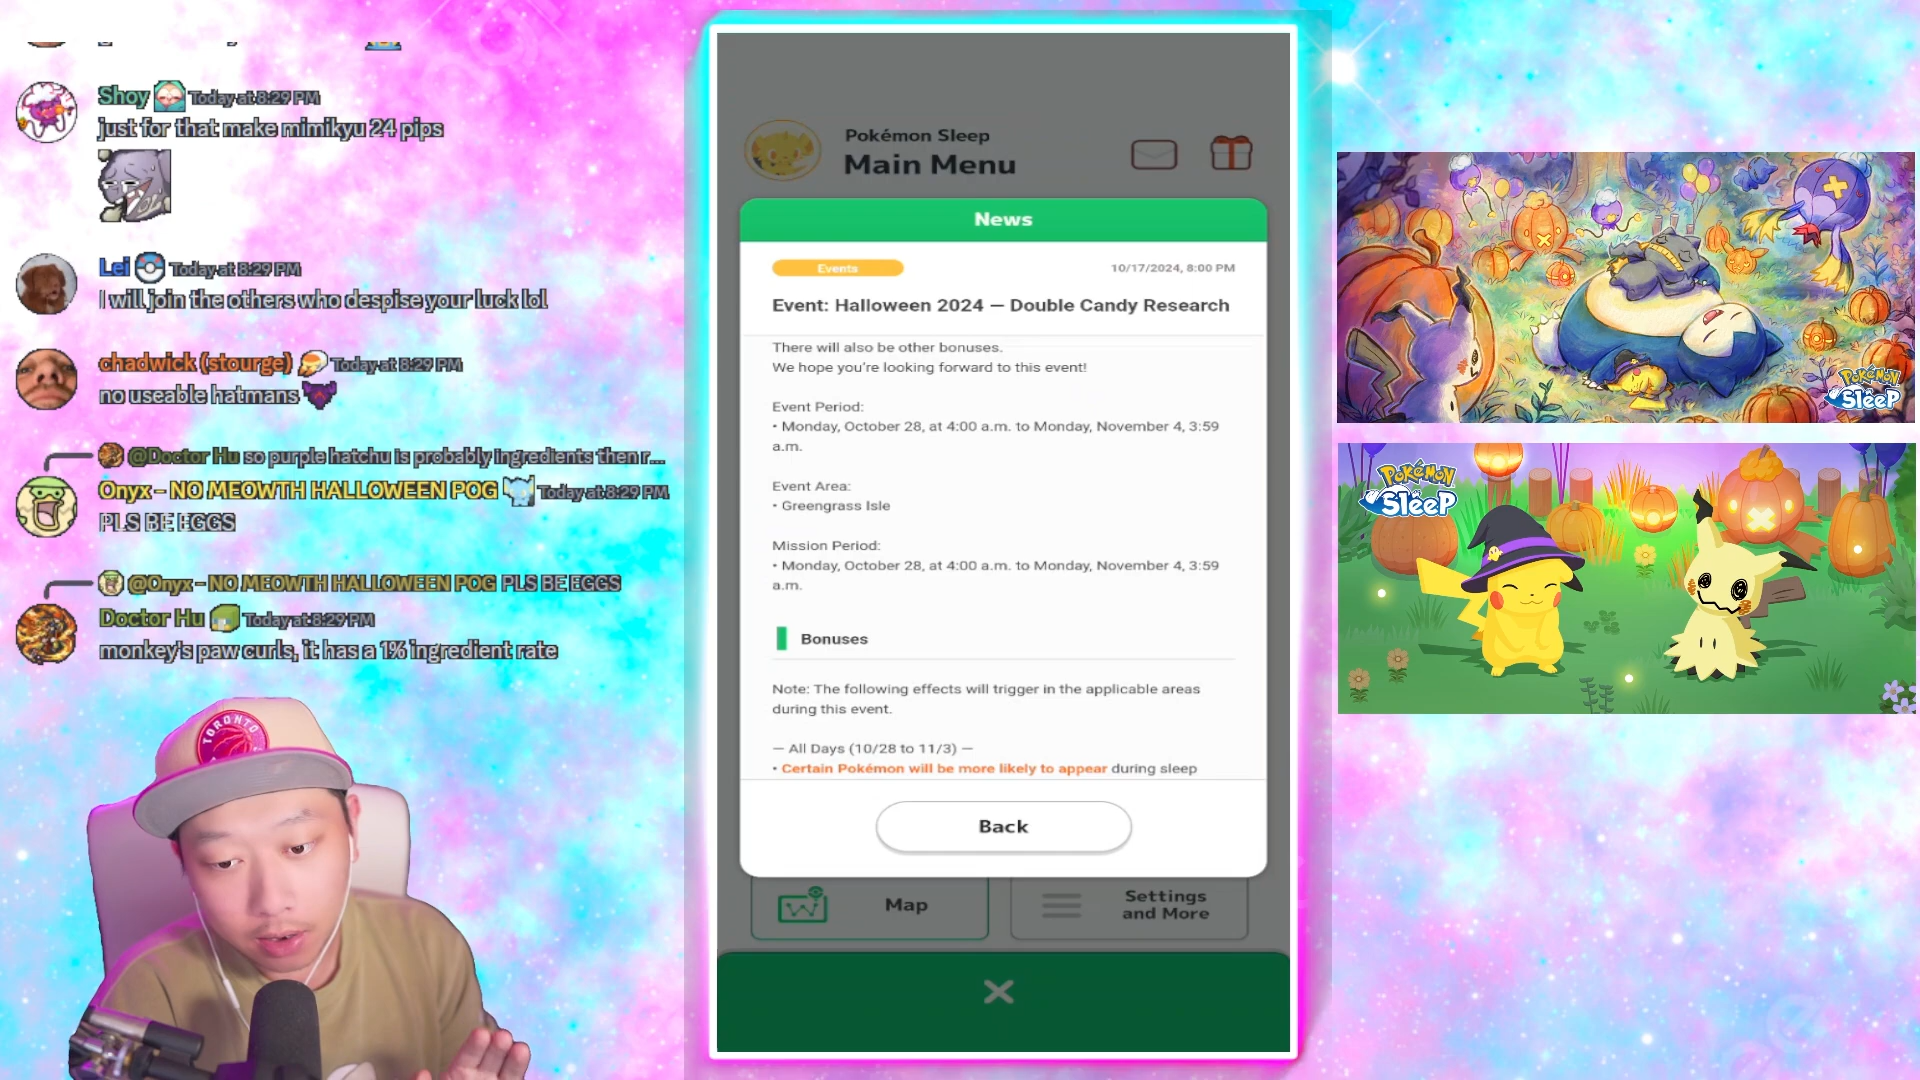 Shoy Today at 8:29 PM
just for that make mimikyu 24 pips
Lei Today at 8:29 PM
I will join the others who despise your luck lol
chadwick (stourge) Today at 8:29 PM
no useable hatmans
@Doctor Hu so purple hatchu is probably ingredients then r...
Onyx - NO MEOWTH HALLOWEEN POG Today at 8:29 PM
PLS BE EGGS
@Onyx - NO MEOWTH HALLOWEEN POG PLS BE EGGS
Doctor Hu Today at 8:29 PM
monkey's paw curls, it has a 1% ingredient rate
TORONTO
Pokémon Sleep
Main Menu
News
Events
10/17/2024, 8:00 PM
Event: Halloween 2024 — Double Candy Research
There will also be other bonuses.
We hope you're looking forward to this event!
Event Period:
• Monday, October 28, at 4:00 a.m. to Monday, November 4, 3:59
a.m.
Event Area:
• Greengrass Isle
Mission Period:
• Monday, October 28, at 4:00 a.m. to Monday, November 4, 3:59
a.m.
Bonuses
Note: The following effects will trigger in the applicable areas
during this event.
— All Days (10/28 to 11/3) —
• Certain Pokémon will be more likely to appear during sleep
Back
Map
Settings
and More
Pokémon
Sleep
Pokémon
Sleep